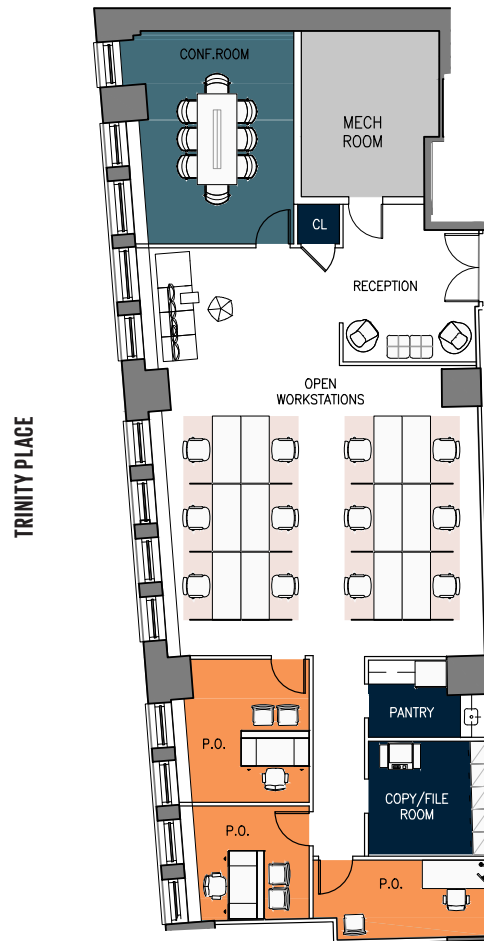 CONF.ROOM
MECH
ROOM
CL
RECEPTION
OPEN
WORKSTATIONS
TRINITY PLACE
P.O.
PANTRY
COPY/FILE
ROOM
P.O.
P.O.